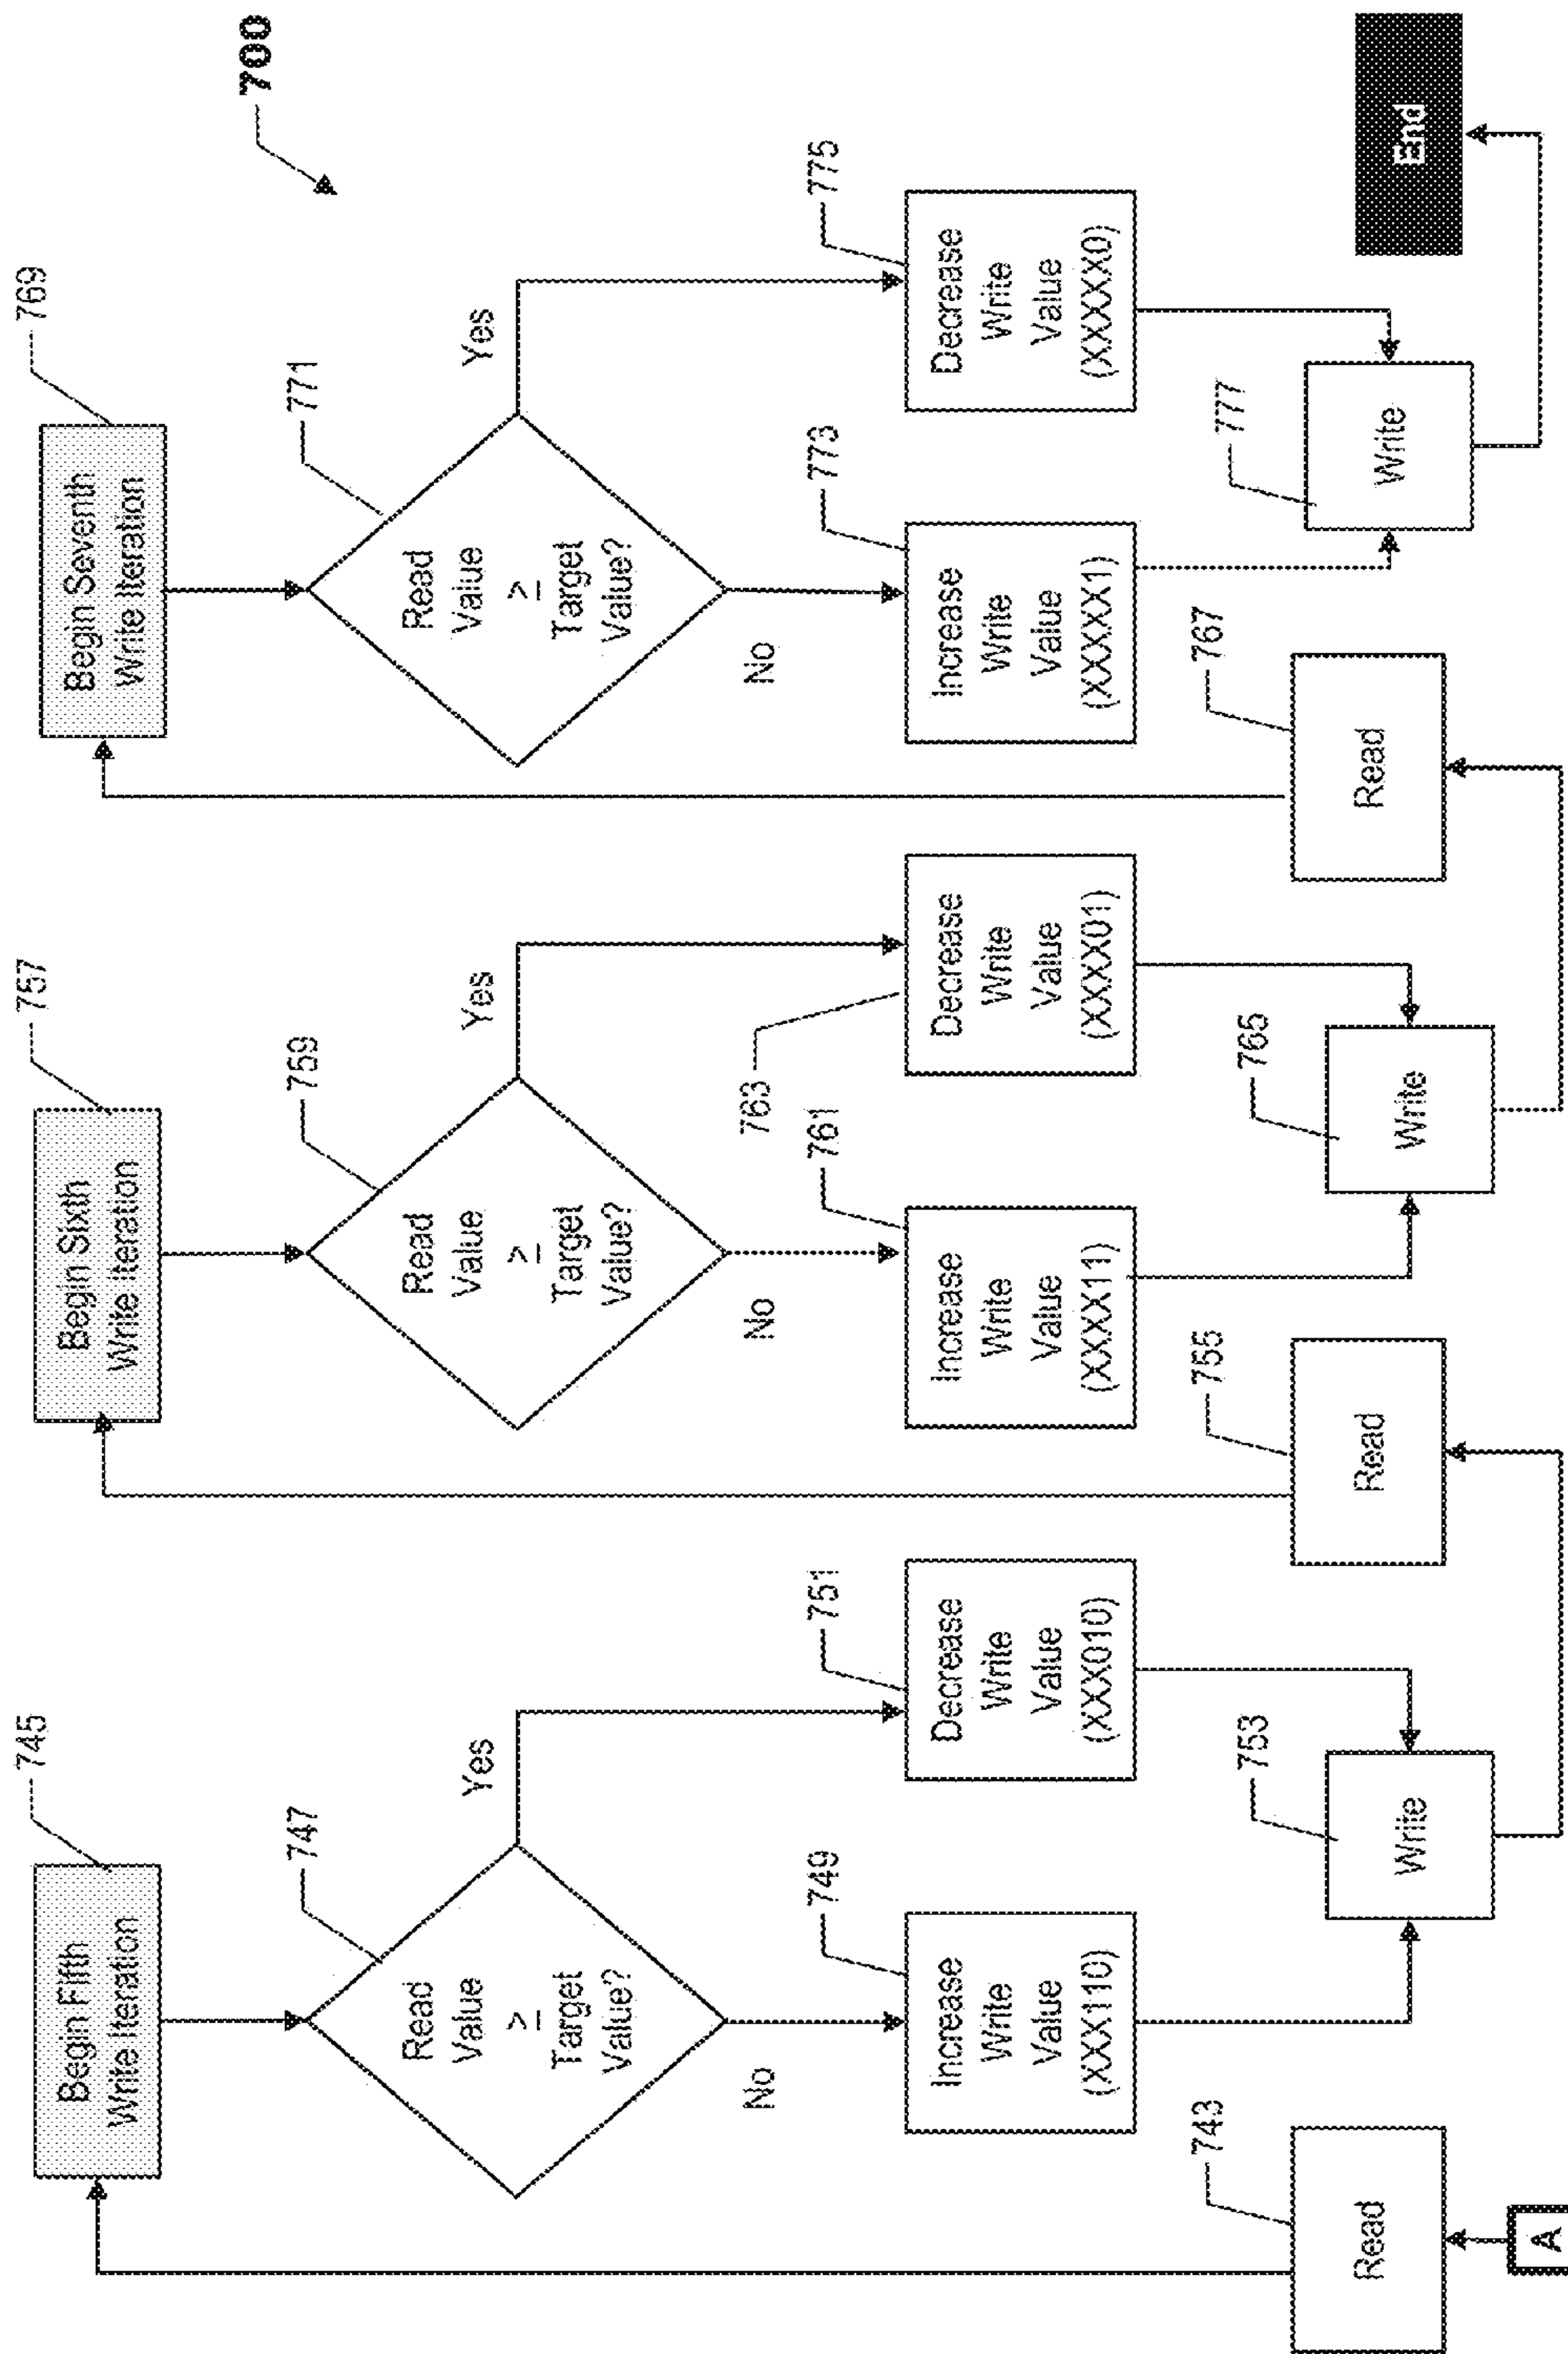 700
745
Begin Fifth
Write Iteration
747
Read
Value
≥
Target
Value?
Yes
No
749
Increase
Write
Value
(XXX110)
751
Decrease
Write
Value
(XXX010)
753
Write
743
Read
A
757
Begin Sixth
Write Iteration
759
Read
Value
≥
Target
Value?
Yes
No
761
Increase
Write
Value
(XXXX11)
763
Decrease
Write
Value
(XXXX01)
765
Write
755
Read
769
Begin Seventh
Write Iteration
771
Read
Value
≥
Target
Value?
Yes
No
773
Increase
Write
Value
(XXXXX1)
775
Decrease
Write
Value
(XXXXX0)
777
Write
767
Read
End